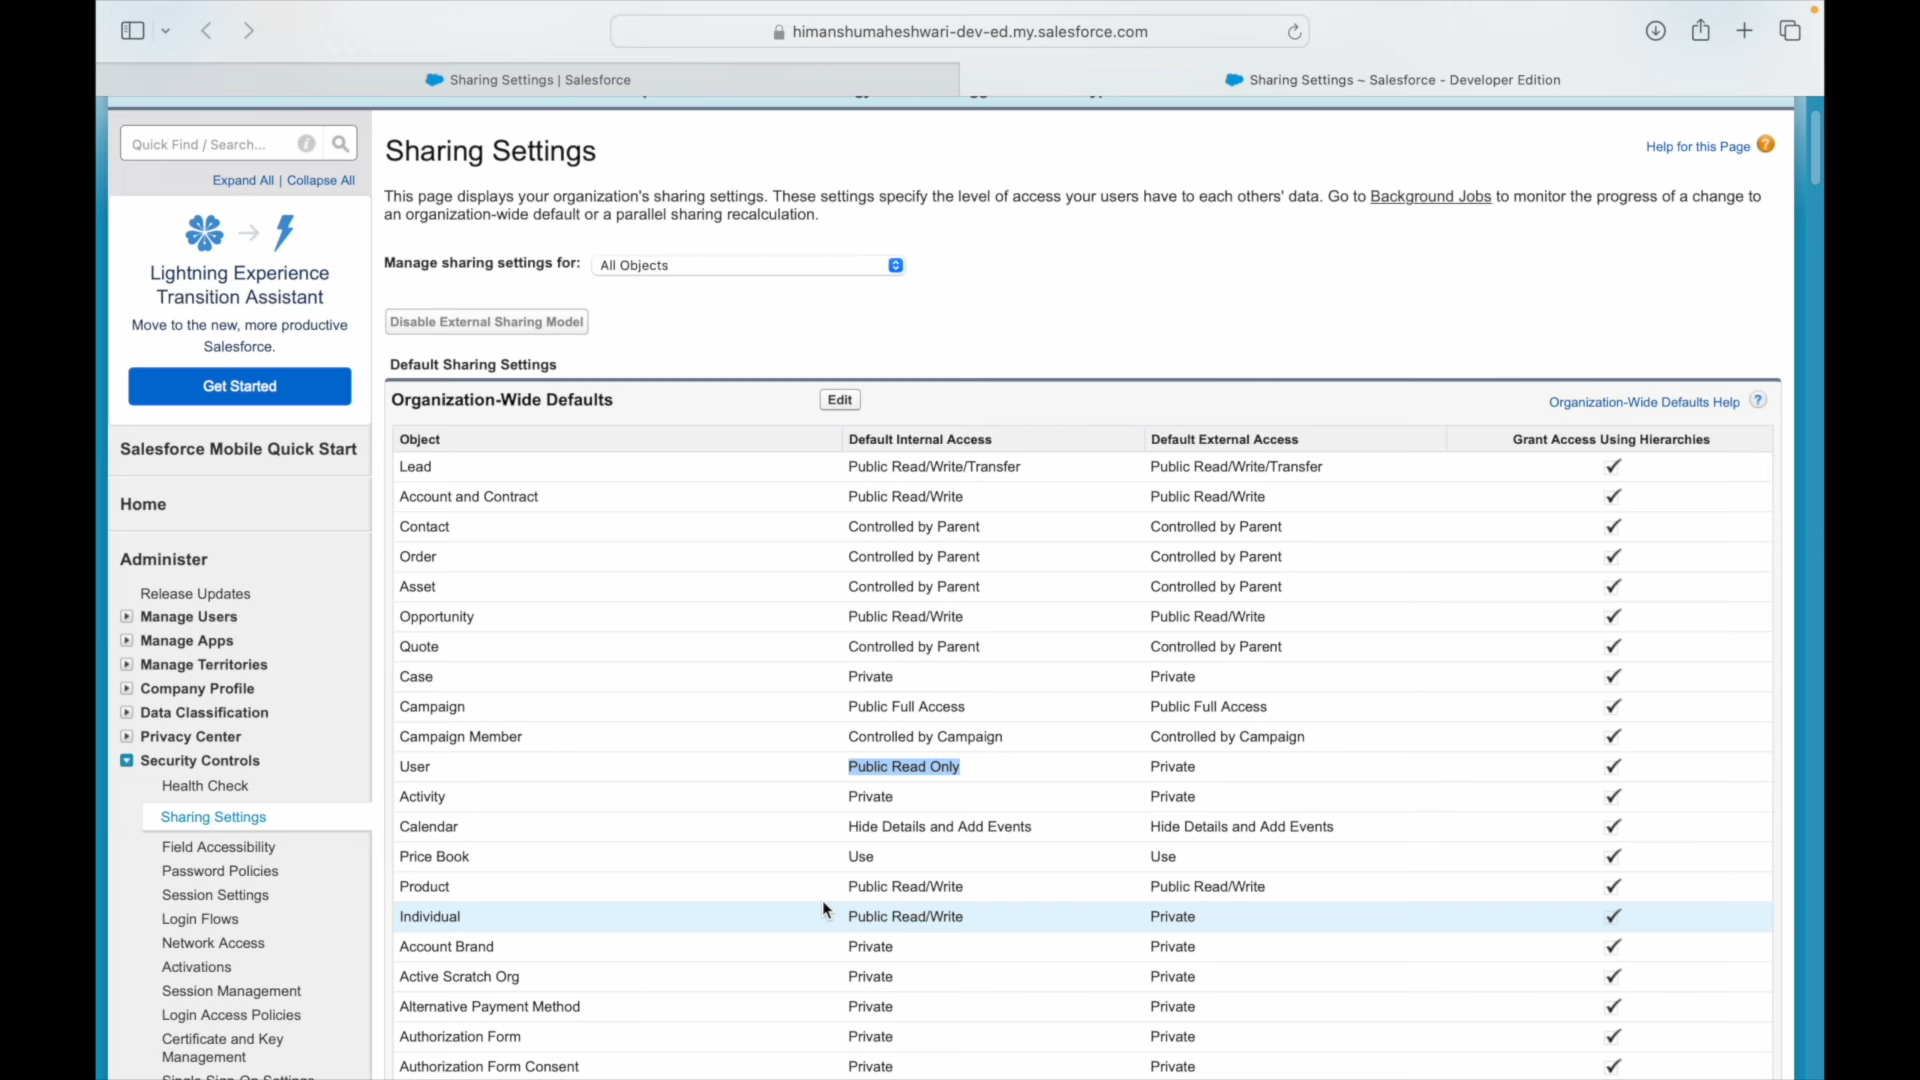 himanshumaheshwari-dev-ed.my.salesforce.com
Sharing Settings | Salesforce
Sharing Settings ~ Salesforce - Developer Edition
Quick Find / Search...
Expand All | Collapse All
Lightning Experience
Transition Assistant
Move to the new, more productive
Salesforce.
Get Started
Salesforce Mobile Quick Start
Home
Administer
Release Updates
Manage Users
Manage Apps
Manage Territories
Company Profile
Data Classification
Privacy Center
Security Controls
Health Check
Sharing Settings
Field Accessibility
Password Policies
Session Settings
Login Flows
Network Access
Activations
Session Management
Login Access Policies
Certificate and Key
Management
Sharing Settings
Help for this Page ?
This page displays your organization's sharing settings. These settings specify the level of access your users have to each others' data. Go to Background Jobs to monitor the progress of a change to
an organization-wide default or a parallel sharing recalculation.
Manage sharing settings for: All Objects
Disable External Sharing Model
Default Sharing Settings
Organization-Wide Defaults Edit Organization-Wide Defaults Help ?
Object Default Internal Access Default External Access Grant Access Using Hierarchies
Lead Public Read/Write/Transfer Public Read/Write/Transfer
Account and Contract Public Read/Write Public Read/Write
Contact Controlled by Parent Controlled by Parent
Order Controlled by Parent Controlled by Parent
Asset Controlled by Parent Controlled by Parent
Opportunity Public Read/Write Public Read/Write
Quote Controlled by Parent Controlled by Parent
Case Private Private
Campaign Public Full Access Public Full Access
Campaign Member Controlled by Campaign Controlled by Campaign
User Public Read Only Private
Activity Private Private
Calendar Hide Details and Add Events Hide Details and Add Events
Price Book Use Use
Product Public Read/Write Public Read/Write
Individual Public Read/Write Private
Account Brand Private Private
Active Scratch Org Private Private
Alternative Payment Method Private Private
Authorization Form Private Private
Authorization Form Consent Private Private